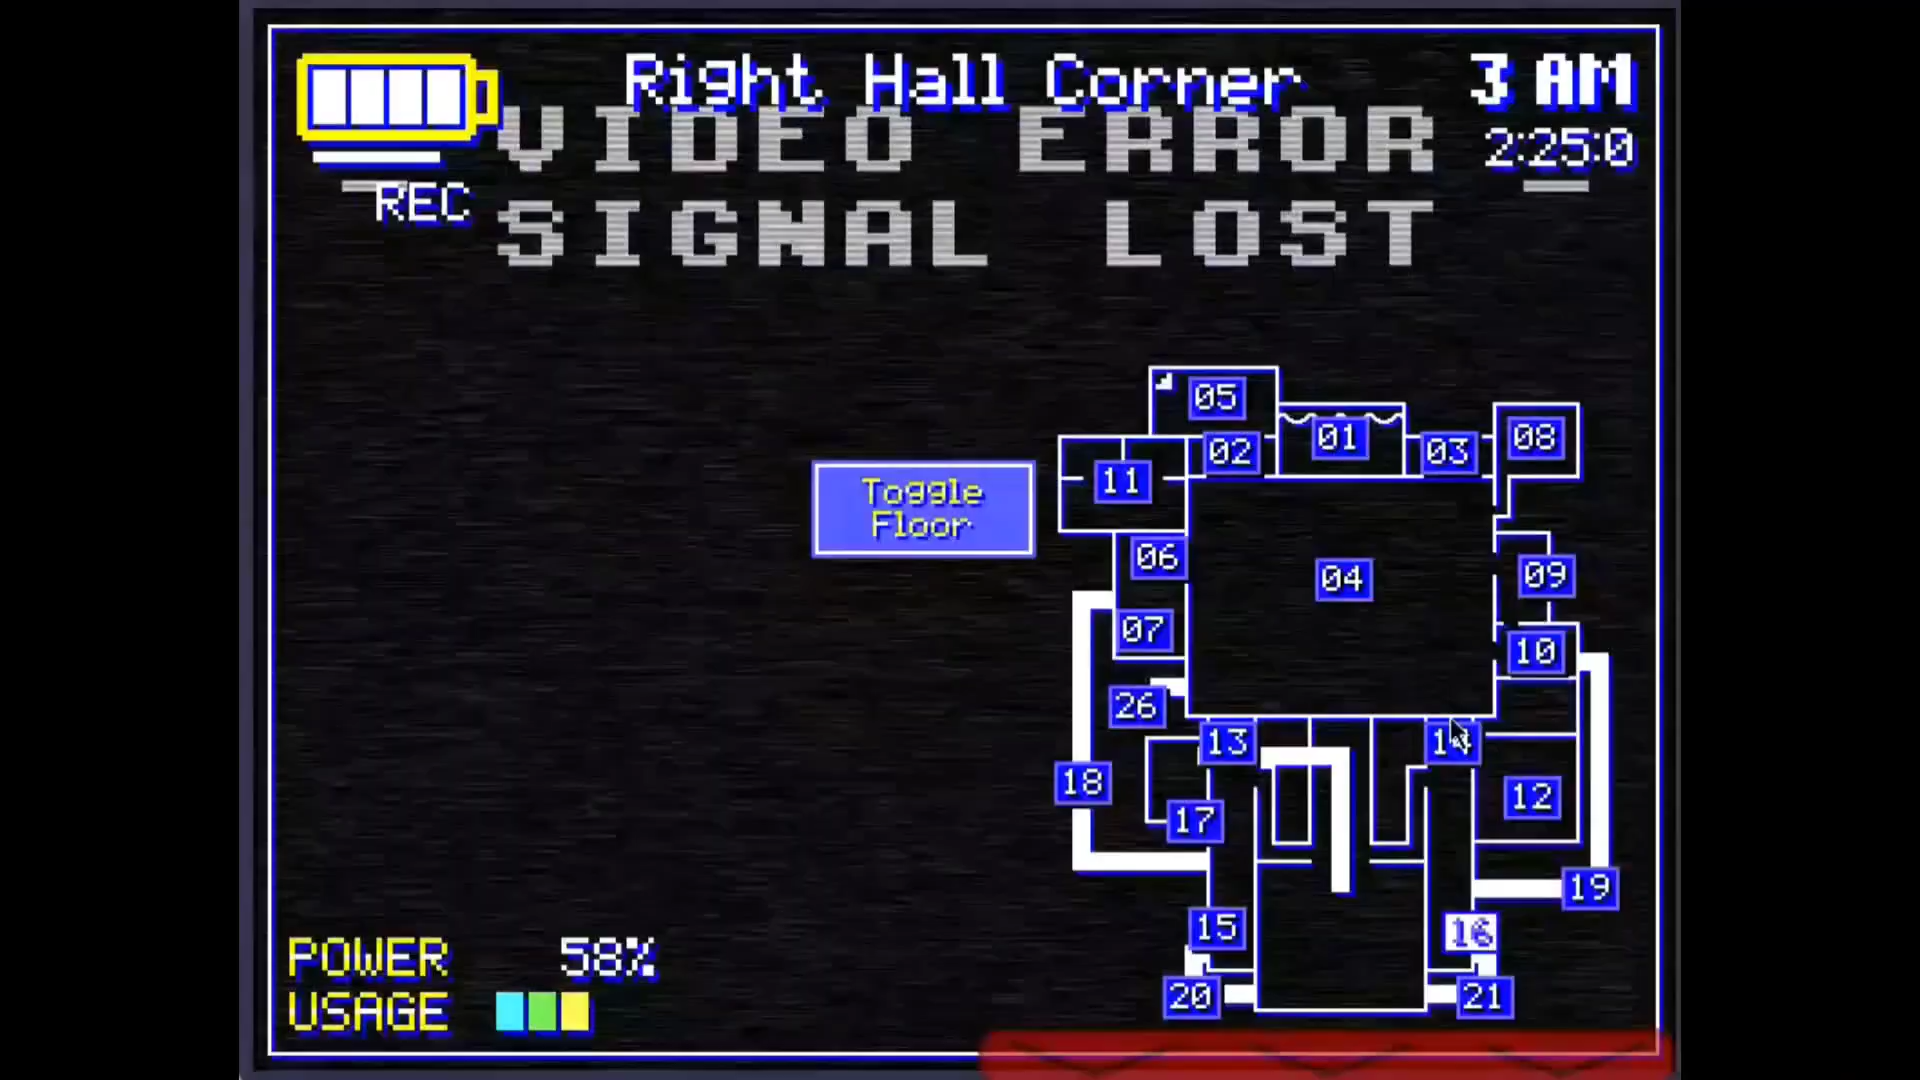 Right Hall Corner
3 AM
VIDEO ERROR
2:25:0
REC
SIGNAL LOST
05
01
08
02
03
11
Toggle
Floor
06
04
09
07
10
26
13
18
12
17
19
15
16
20
21
POWER 58%
USAGE